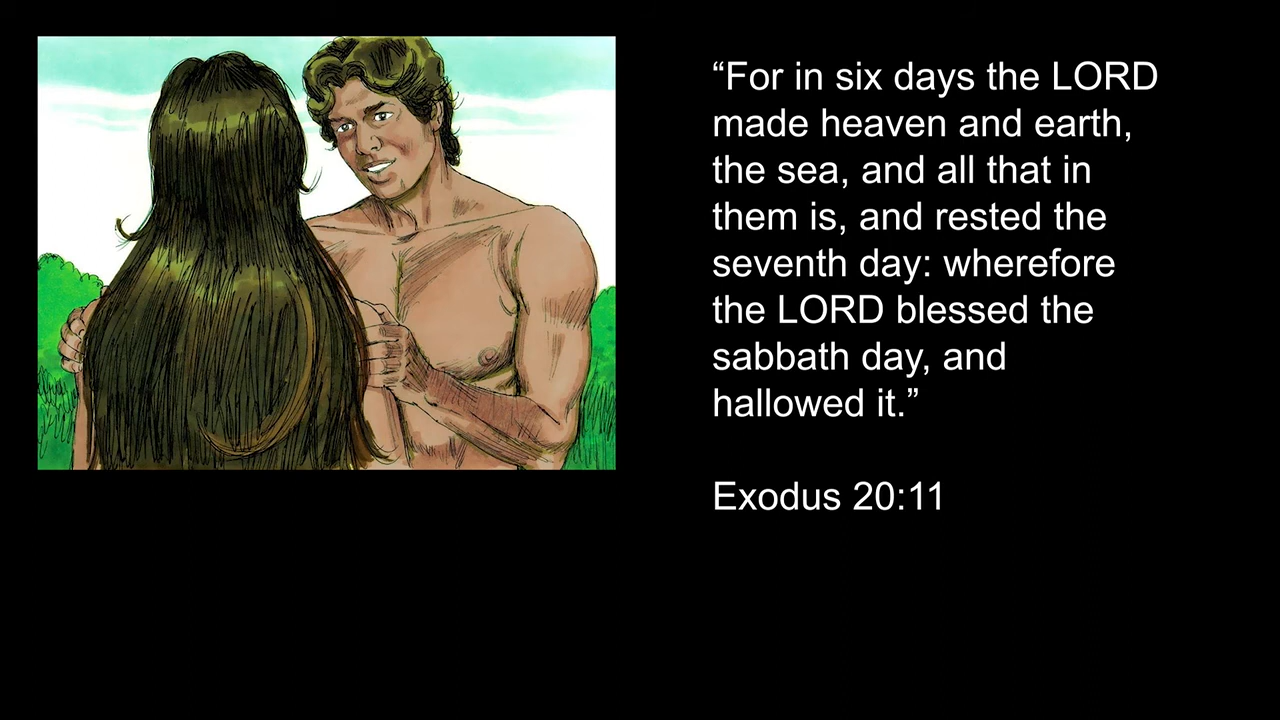 “For in six days the LORD
made heaven and earth,
the sea, and all that in
them is, and rested the
seventh day: wherefore
the LORD blessed the
sabbath day, and
hallowed it.”
Exodus 20:11